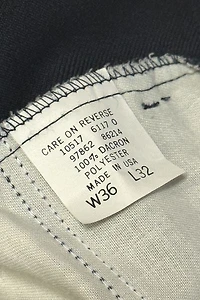 CARE ON REVERSE
10517 6117 0
97862 86214
100% DACRON
POLYESTER
MADE IN USA
W36 L32